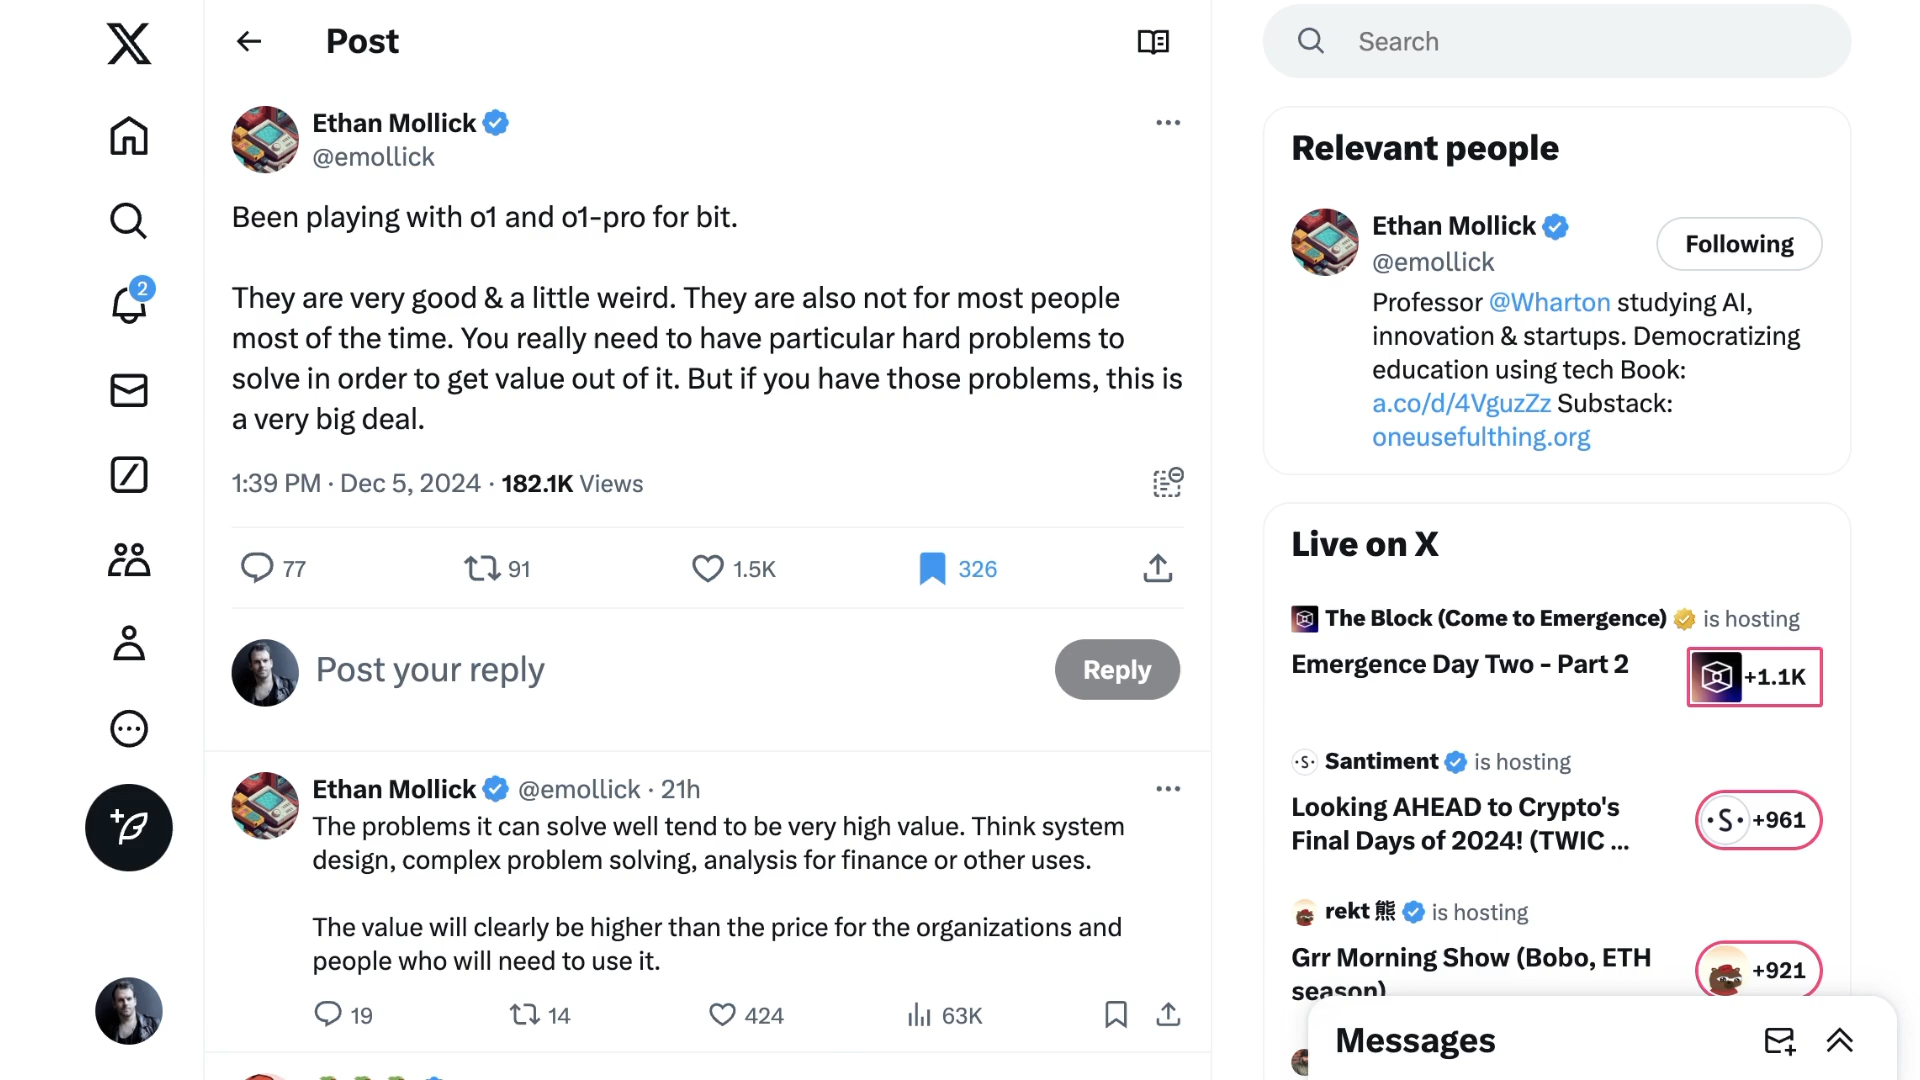 Post
Search
Ethan Mollick
@emollick
Been playing with o1 and o1-pro for bit.
They are very good & a little weird. They are also not for most people
most of the time. You really need to have particular hard problems to
solve in order to get value out of it. But if you have those problems, this is
a very big deal.
1:39 PM · Dec 5, 2024 · 182.1K Views
77 91 1.5K 326
Post your reply
Reply
Ethan Mollick @emollick · 21h
The problems it can solve well tend to be very high value. Think system
design, complex problem solving, analysis for finance or other uses.
The value will clearly be higher than the price for the organizations and
people who will need to use it.
19 14 424 63K
2
Relevant people
Ethan Mollick
@emollick
Following
Professor @Wharton studying AI,
innovation & startups. Democratizing
education using tech Book:
a.co/d/4VguzZz Substack:
oneusefulthing.org
Live on X
The Block (Come to Emergence) is hosting
Emergence Day Two - Part 2
+1.1K
·S· Santiment is hosting
Looking AHEAD to Crypto's
Final Days of 2024! (TWIC ...
·S· +961
rekt 熊 is hosting
Grr Morning Show (Bobo, ETH
season)
+921
Messages